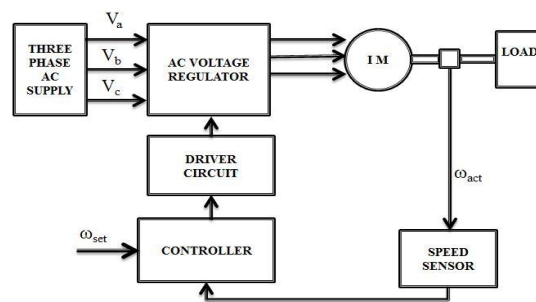 THREE
PHASE AC
SUPPLY
Va
Vb
Vc
AC VOLTAGE
REGULATOR
I M
LOAD
DRIVER
CIRCUIT
ωact
ωset
CONTROLLER
SPEED
SENSOR